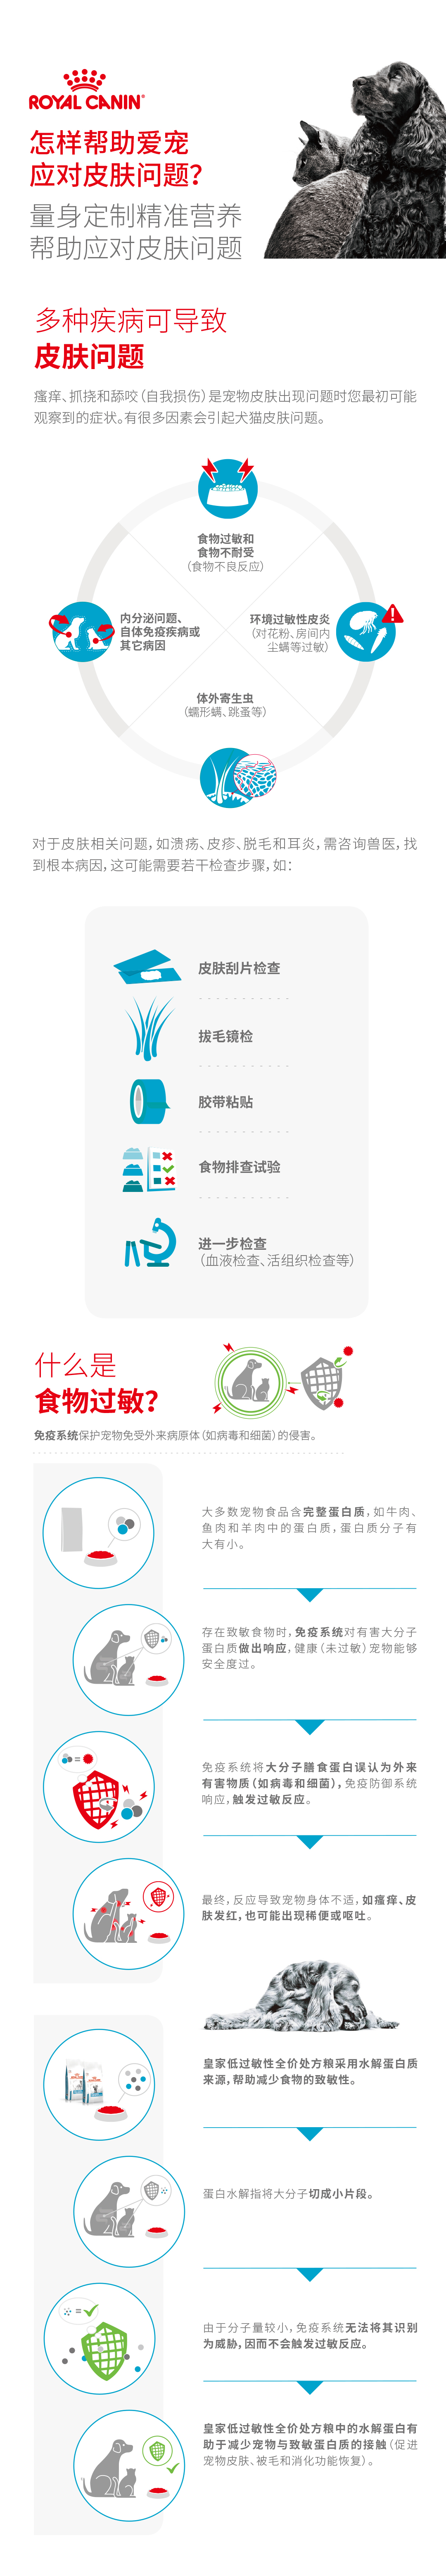 ROYAL CANIN®
怎样帮助爱宠
应对皮肤问题?
量身定制精准营养
帮助应对皮肤问题
多种疾病可导致
皮肤问题
瘙痒、抓挠和舔咬（自我损伤）是宠物皮肤出现问题时您最初可能
观察到的症状。有很多因素会引起犬猫皮肤问题。
食物过敏和
食物不耐受
（食物不良反应）
内分泌问题、
自体免疫疾病或
其它病因
环境过敏性皮炎
（对花粉、房间内
尘螨等过敏）
体外寄生虫
（蠕形螨、跳蚤等）
对于皮肤相关问题，如溃疡、皮疹、脱毛和耳炎，需咨询兽医，找
到根本病因，这可能需要若干检查步骤，如：
皮肤刮片检查
拔毛镜检
胶带粘贴
食物排查试验
进一步检查
（血液检查、活组织检查等）
什么是
食物过敏?
免疫系统保护宠物免受外来病原体（如病毒和细菌）的侵害。
大多数宠物食品含完整蛋白质，如牛肉、
鱼肉和羊肉中的蛋白质，蛋白质分子有
大有小。
存在致敏食物时，免疫系统对有害大分子
蛋白质做出响应，健康（未过敏）宠物能够
安全度过。
免疫系统将大分子膳食蛋白误认为外来
有害物质（如病毒和细菌），免疫防御系统
响应，触发过敏反应。
最终，反应导致宠物身体不适，如瘙痒、皮
肤发红，也可能出现稀便或呕吐。
皇家低过敏性全价处方粮采用水解蛋白质
来源，帮助减少食物的致敏性。
蛋白水解指将大分子切成小片段。
由于分子量较小，免疫系统无法将其识别
为威胁，因而不会触发过敏反应。
皇家低过敏性全价处方粮中的水解蛋白有
助于减少宠物与致敏蛋白质的接触（促进
宠物皮肤、被毛和消化功能恢复）。